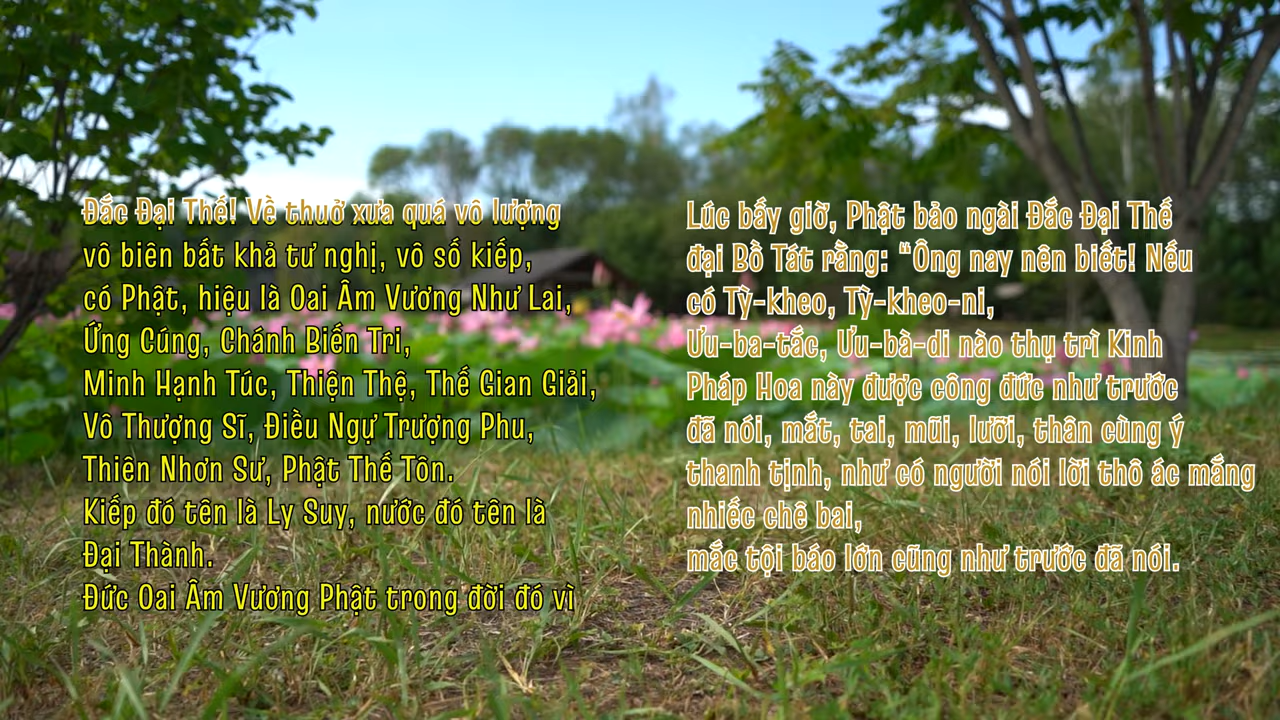 Đắc Đại Thế! Về thuở xưa quá vô lượng
vô biên bất khả tư nghị, vô số kiếp,
có Phật, hiệu là Oai Âm Vương Như Lai,
Ứng Cúng, Chánh Biến Tri,
Minh Hạnh Túc, Thiện Thệ, Thế Gian Giải,
Vô Thượng Sĩ, Điều Ngự Trượng Phu,
Thiên Nhơn Sư, Phật Thế Tôn.
Kiếp đó tên là Ly Suy, nước đó tên là
Đại Thành.
Đức Oai Âm Vương Phật trong đời đó vì
Lúc bấy giờ, Phật bảo ngài Đắc Đại Thế
đại Bồ Tát rằng: “Ông nay nên biết! Nếu
có Tỳ-kheo, Tỳ-kheo-ni,
Ưu-ba-tắc, Ưu-bà-di nào thụ trì Kinh
Pháp Hoa này được công đức như trước
đã nói, mắt, tai, mũi, lưỡi, thân cùng ý
thanh tịnh, như có người nói lời thô ác mắng
nhiếc chê bai,
mắc tội báo lớn cũng như trước đã nói.